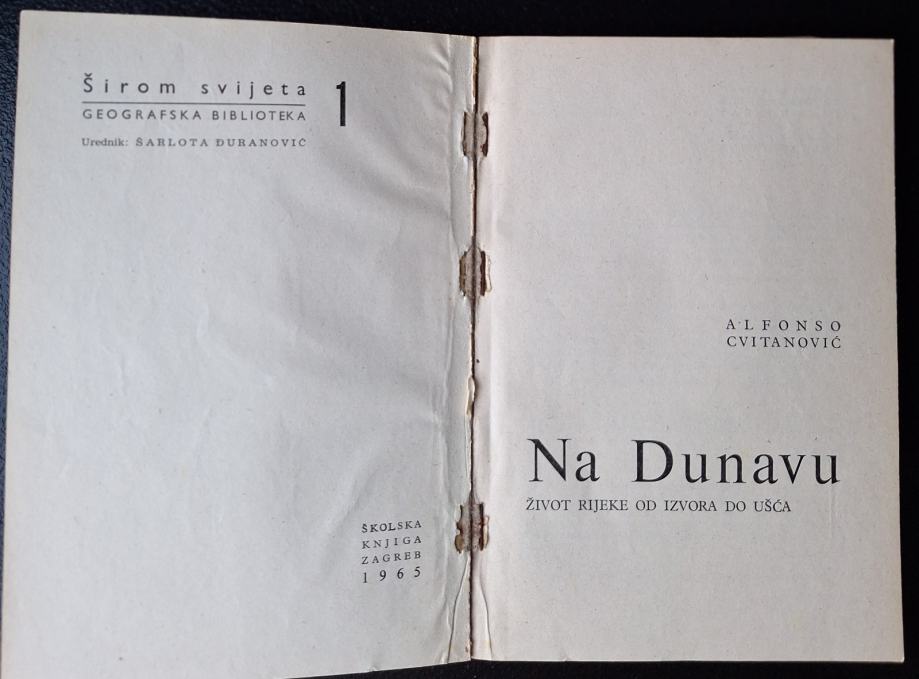 Širom svijeta
1
GEOGRAFSKA BIBLIOTEKA
Urednik: ŠARLOTA ĐURANOVIĆ
ŠKOLSKA
KNJIGA
ZAGREB
1965
ALFONSO
CVITANOVIĆ
Na Dunavu
ŽIVOT RIJEKE OD IZVORA DO UŠĆA